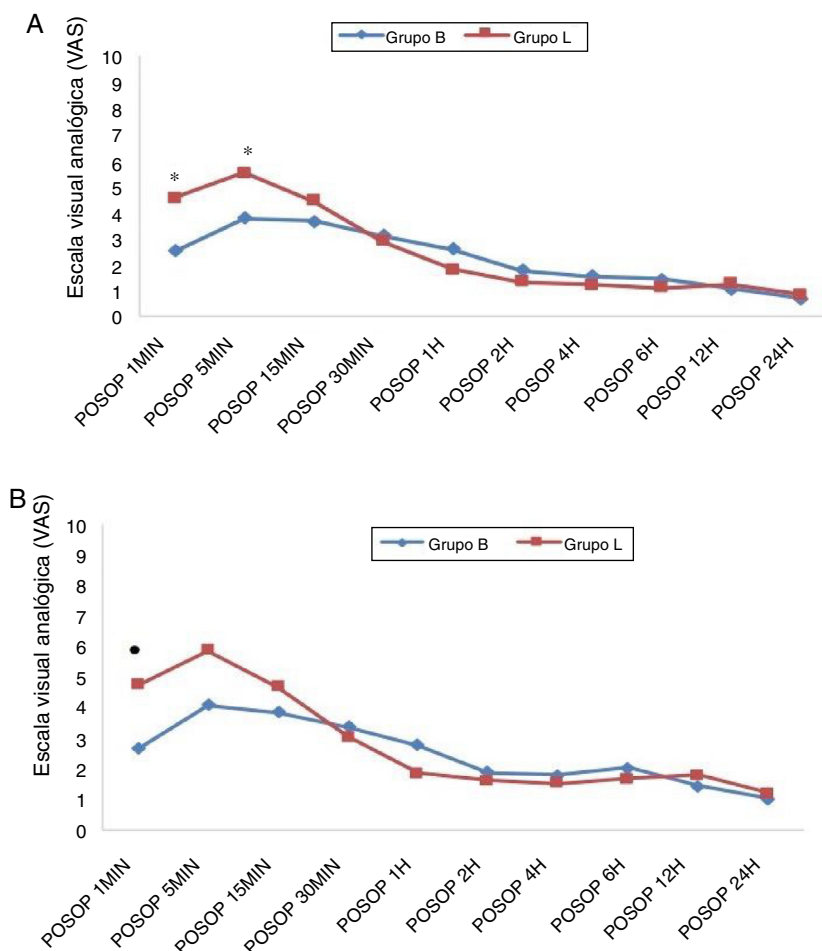 A
Grupo B
Grupo L
Escala visual analógica (VAS)
10
9
8
7
6
5
4
3
2
1
0
*
*
POSOP 1MIN
POSOP 5MIN
POSOP 15MIN
POSOP 30MIN
POSOP 1H
POSOP 2H
POSOP 4H
POSOP 6H
POSOP 12H
POSOP 24H
B
Grupo B
Grupo L
Escala visual analógica (VAS)
10
9
8
7
6
5
4
3
2
1
0
POSOP 1MIN
POSOP 5MIN
POSOP 15MIN
POSOP 30MIN
POSOP 1H
POSOP 2H
POSOP 4H
POSOP 6H
POSOP 12H
POSOP 24H